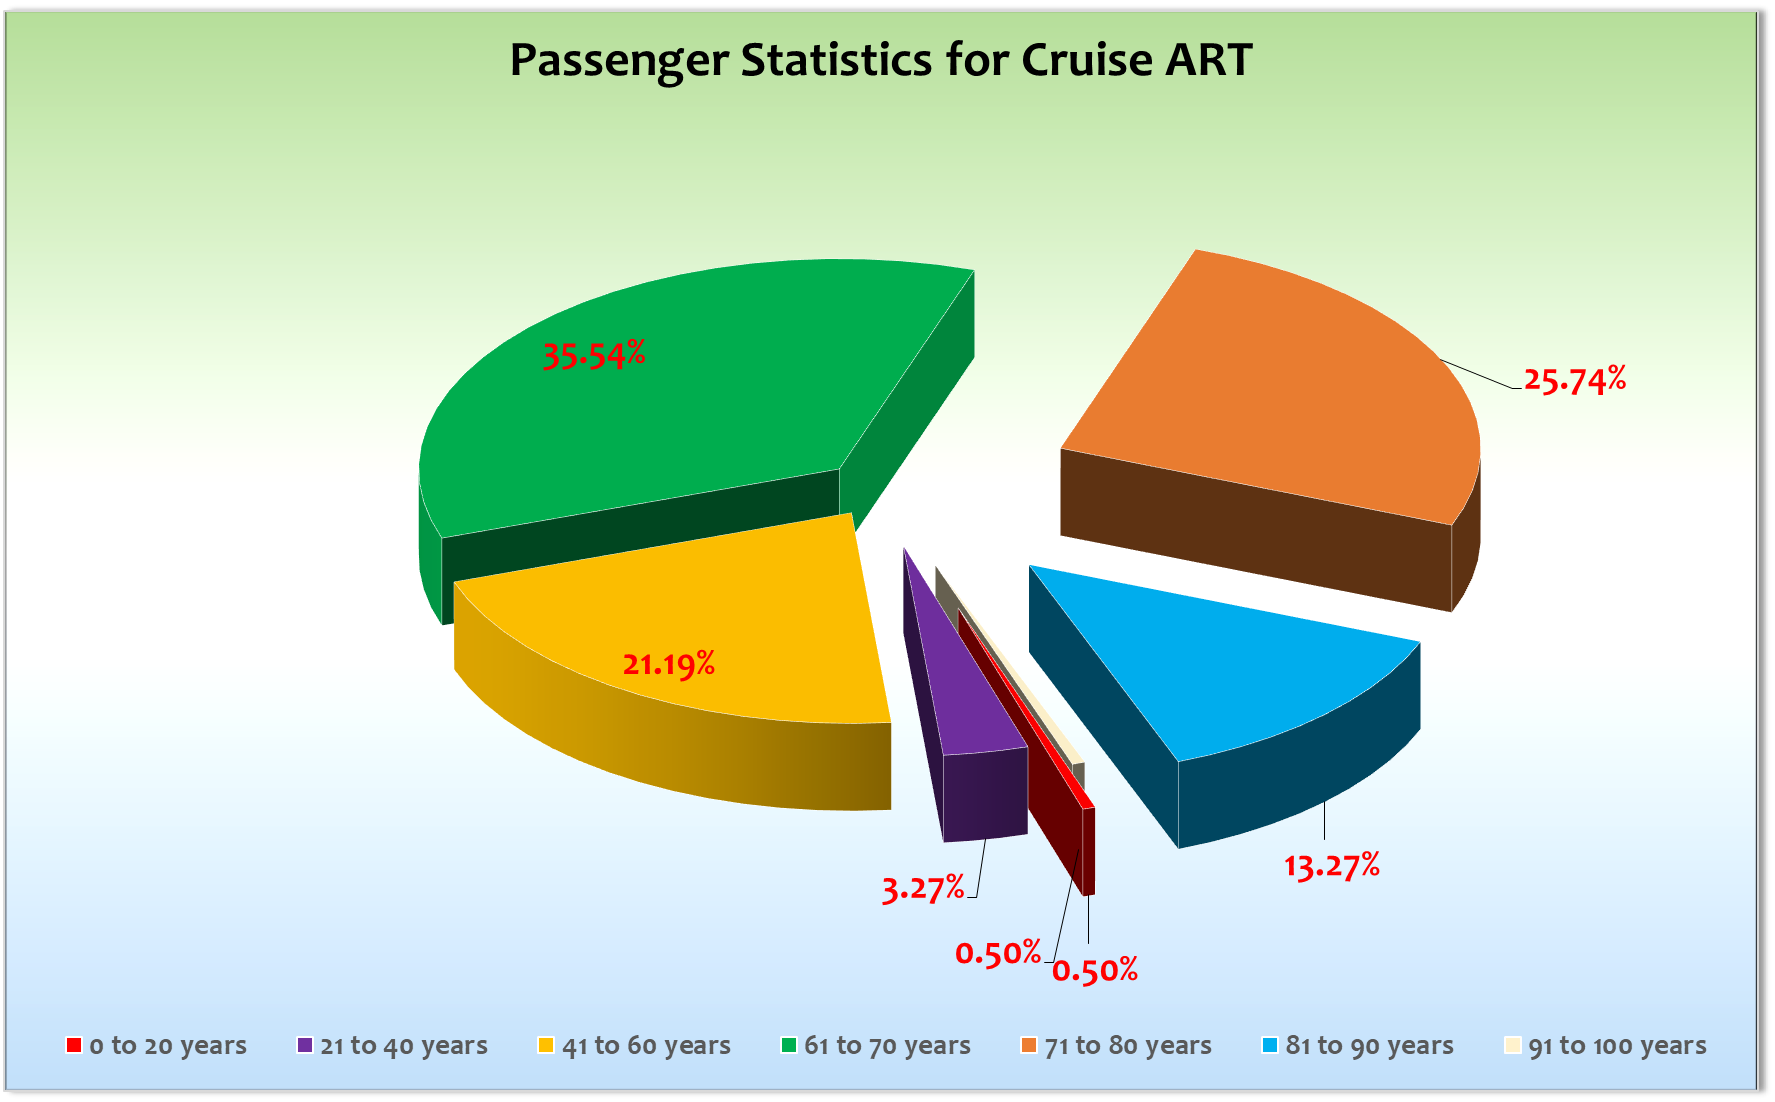 Passenger Statistics for Cruise ART
35.54%
25.74%
21.19%
13.27%
3.27%
0.50%
0.50%
0 to 20 years
21 to 40 years
41 to 60 years
61 to 70 years
71 to 80 years
81 to 90 years
91 to 100 years